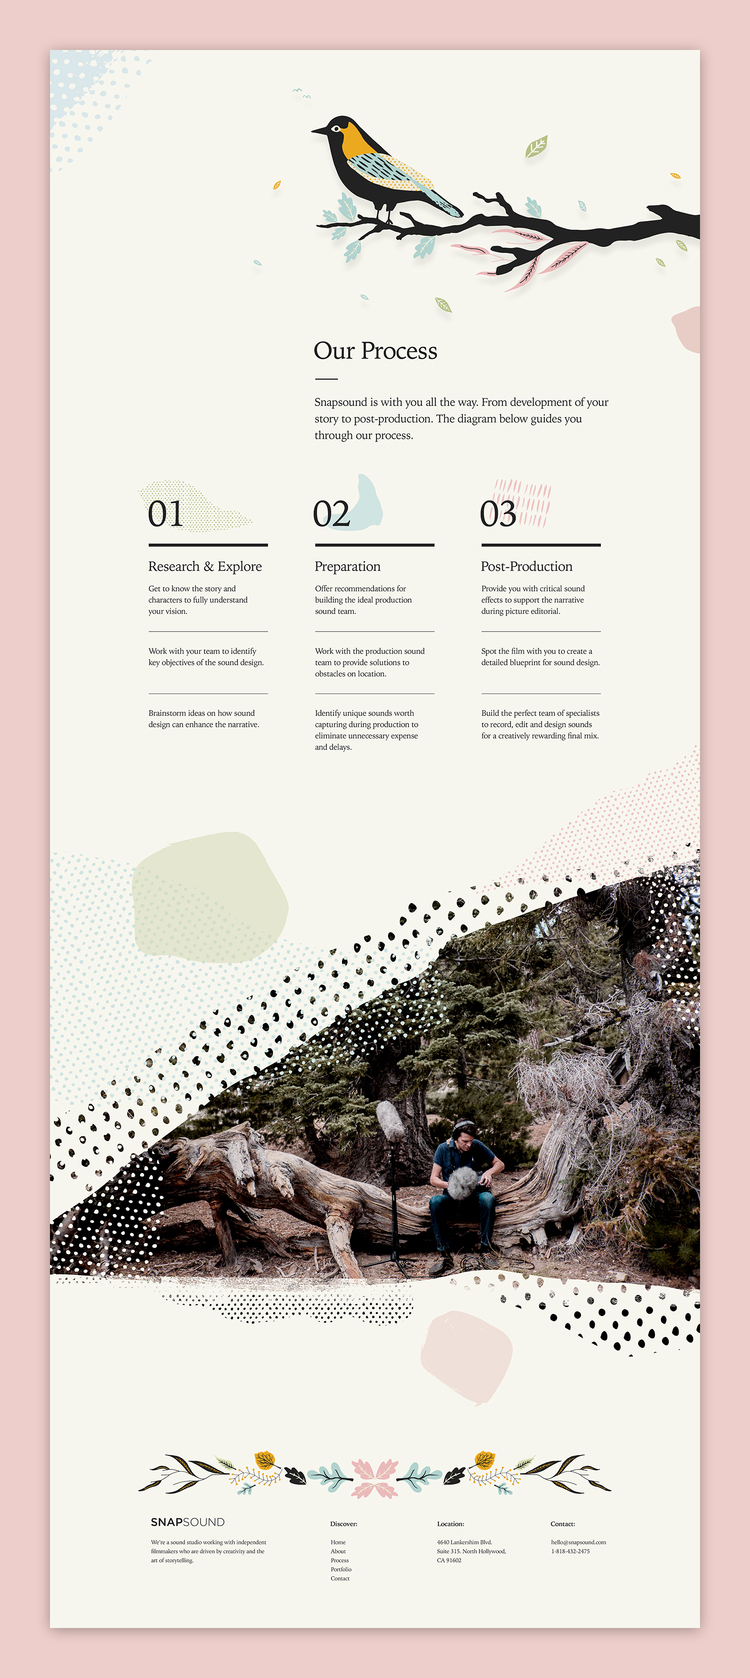 Our Process
Snapsound is with you all the way. From development of your
story to post-production. The diagram below guides you
through our process.
01
Research & Explore
Get to know the story and
characters to fully understand
your vision.
Work with your team to identify
key objectives of the sound design.
Brainstorm ideas on how sound
design can enhance the narrative.
02
Preparation
Offer recommendations for
building the ideal production
sound team.
Work with the production sound
team to provide solutions to
obstacles on location.
Identify unique sounds worth
capturing during production to
eliminate unnecessary expense
and delays.
03
Post-Production
Provide you with critical sound
effects to support the narrative
during picture editorial.
Spot the film with you to create a
detailed blueprint for sound design.
Build the perfect team of specialists
to record, edit and design sounds
for a creatively rewarding final mix.
SNAPSOUND
We're a sound studio working with independent
filmmakers who are driven by creativity and the
art of storytelling.
Discover:
Home
About
Process
Portfolio
Contact
Location:
4640 Lankershim Blvd.
Suite 315. North Hollywood,
CA 91602
Contact:
hello@snapsound.com
1-818-432-2475